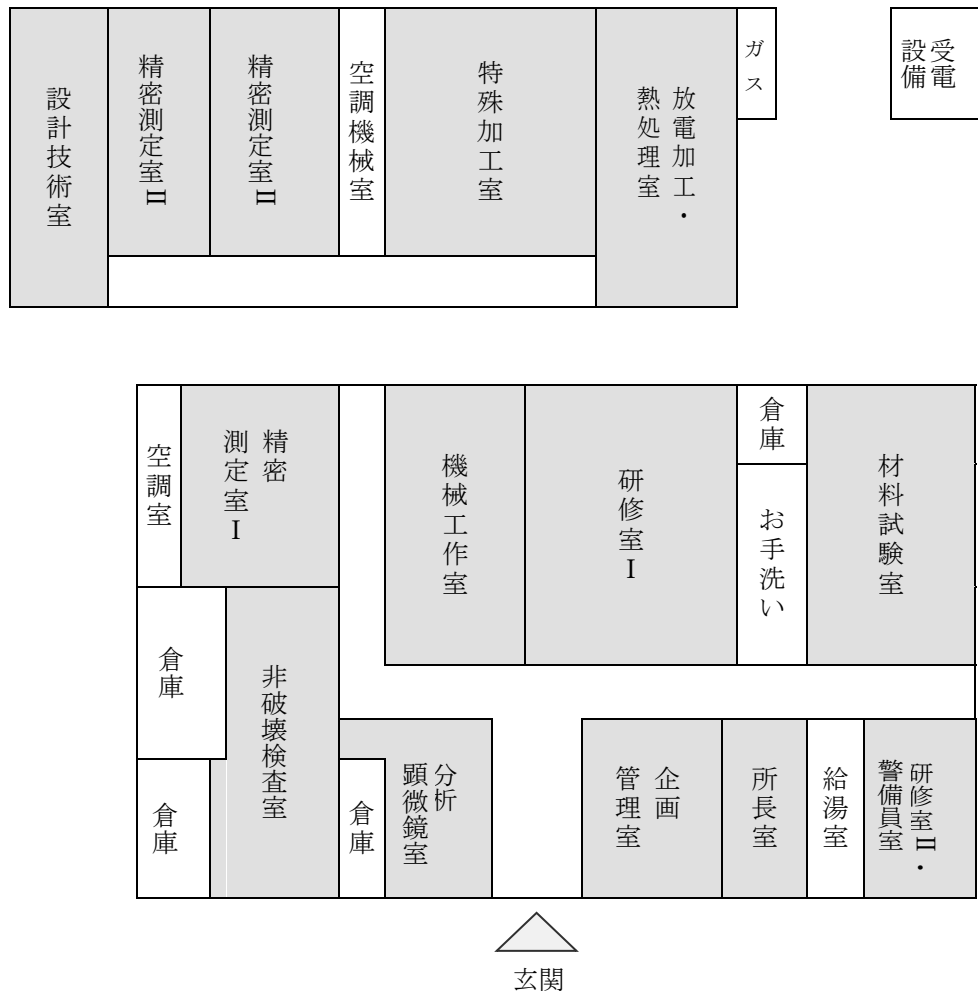 設計技術室
精密測定室Ⅱ
精密測定室Ⅱ
空調機械室
特殊加工室
放電加工・
熱処理室
ガス
受電
設備
空調室
精密
測定室Ⅰ
機械工作室
研修室Ⅰ
倉庫
お手洗い
材料試験室
倉庫
非破壊検査室
倉庫
倉庫
分析
顕微鏡室
企画
管理室
所長室
給湯室
研修室Ⅱ・
警備員室
玄関